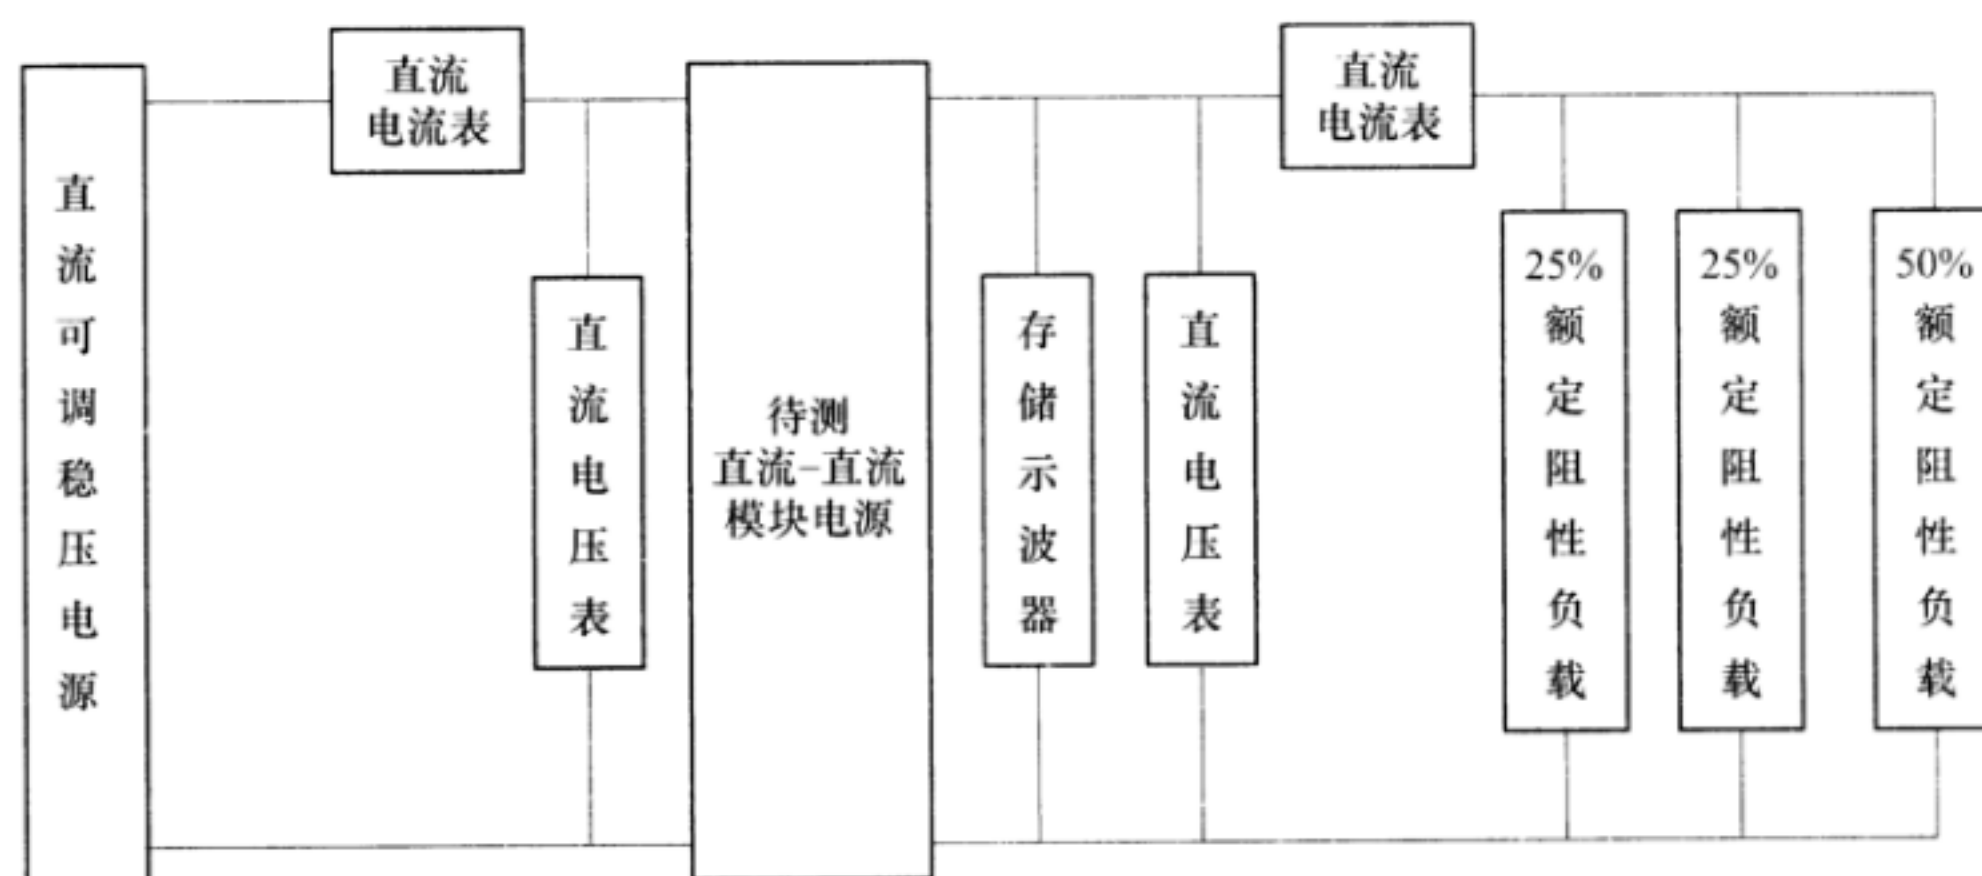 直流可调稳压电源
直流
电流表
直流电压表
待测
直流-直流
模块电源
存储示波器
直流电压表
直流
电流表
25%
额定阻性负载
25%
额定阻性负载
50%
额定阻性负载